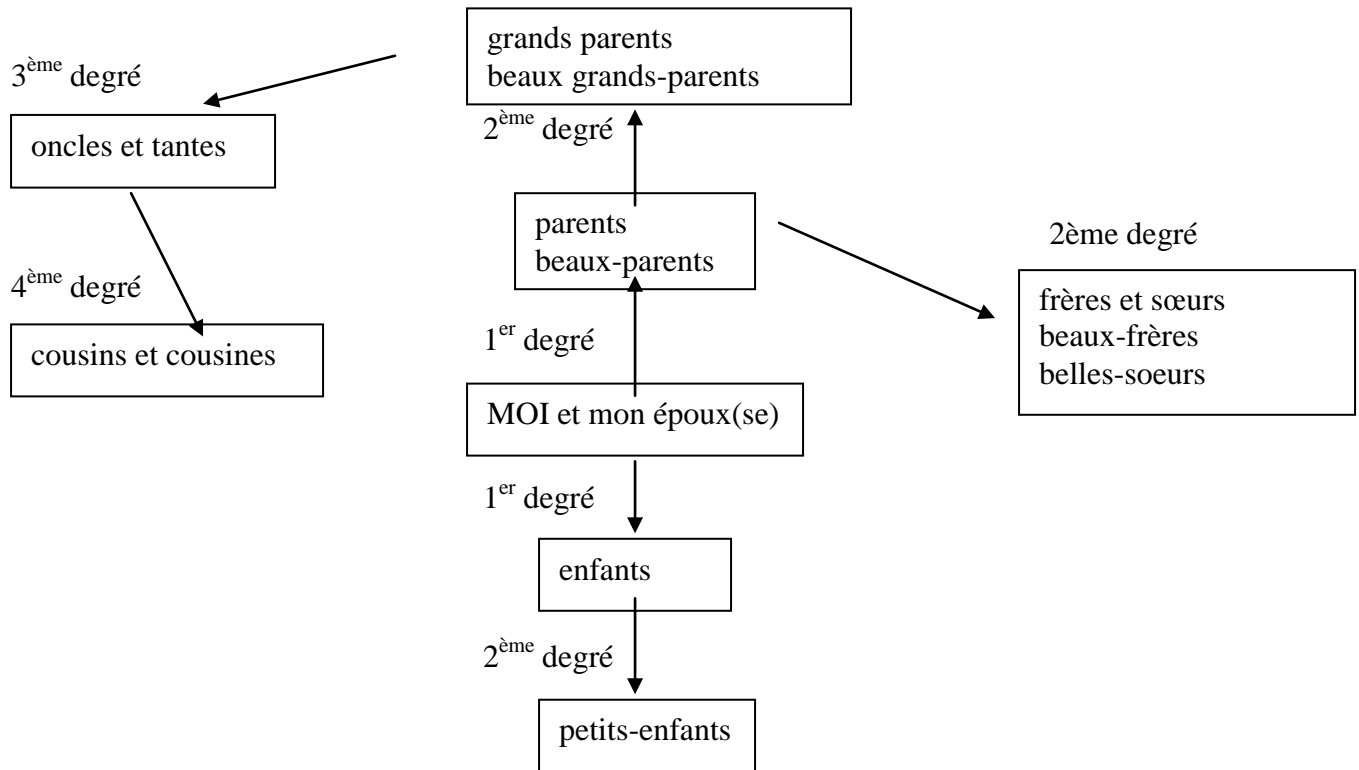 grands parents
beaux grands-parents
3ème degré
2ème degré
oncles et tantes
parents
beaux-parents
2ème degré
4ème degré
frères et sœurs
beaux-frères
belles-soeurs
cousins et cousines
1er degré
MOI et mon époux(se)
1er degré
enfants
2ème degré
petits-enfants